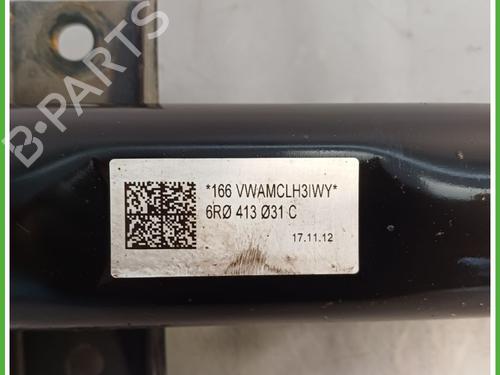 B-PARTS
*166 VWAMCLH3IWY*
6RØ 413 Ø31 C
17.11.12